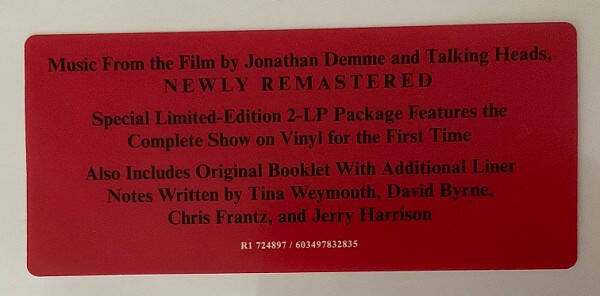 Music From the Film by Jonathan Demme and Talking Heads,
NEWLY REMASTERED
Special Limited-Edition 2-LP Package Features the
Complete Show on Vinyl for the First Time
Also Includes Original Booklet With Additional Liner
Notes Written by Tina Weymouth, David Byrne,
Chris Frantz, and Jerry Harrison
R1 724897 / 603497832835